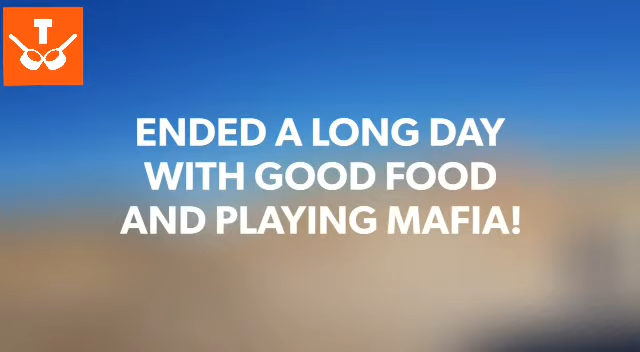 T
ENDED A LONG DAY
WITH GOOD FOOD
AND PLAYING MAFIA!